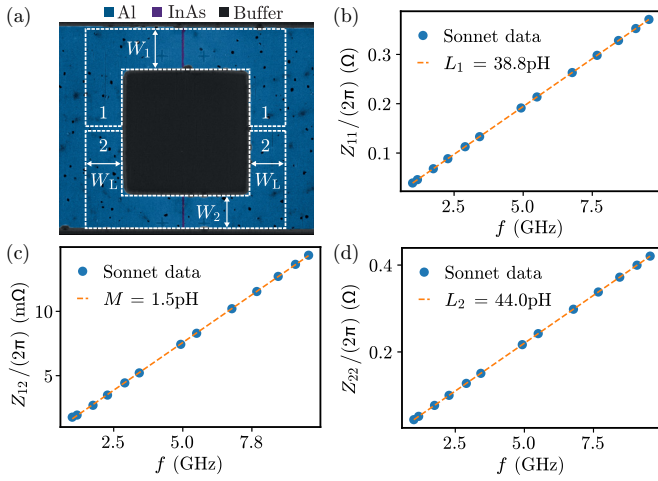 (a)
Al InAs Buffer
W₁
1 1
2 2
W_L W_L
W₂
(b)
Z₁₁/(2π) (Ω)
0.3
0.2
0.1
Sonnet data
L₁ = 38.8pH
2.5 5.0 7.5
f (GHz)
(c)
Z₁₂/(2π) (mΩ)
10
5
Sonnet data
M = 1.5pH
2.5 5.0 7.8
f (GHz)
(d)
Z₂₂/(2π) (Ω)
0.4
0.2
Sonnet data
L₂ = 44.0pH
2.5 5.0 7.5
f (GHz)